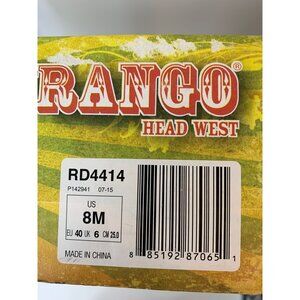 RANGO®
HEAD WEST
RD4414
P142941 07-15
US
8M
EU 40 UK 6 CM 25.0
MADE IN CHINA
8 85192 87065 1